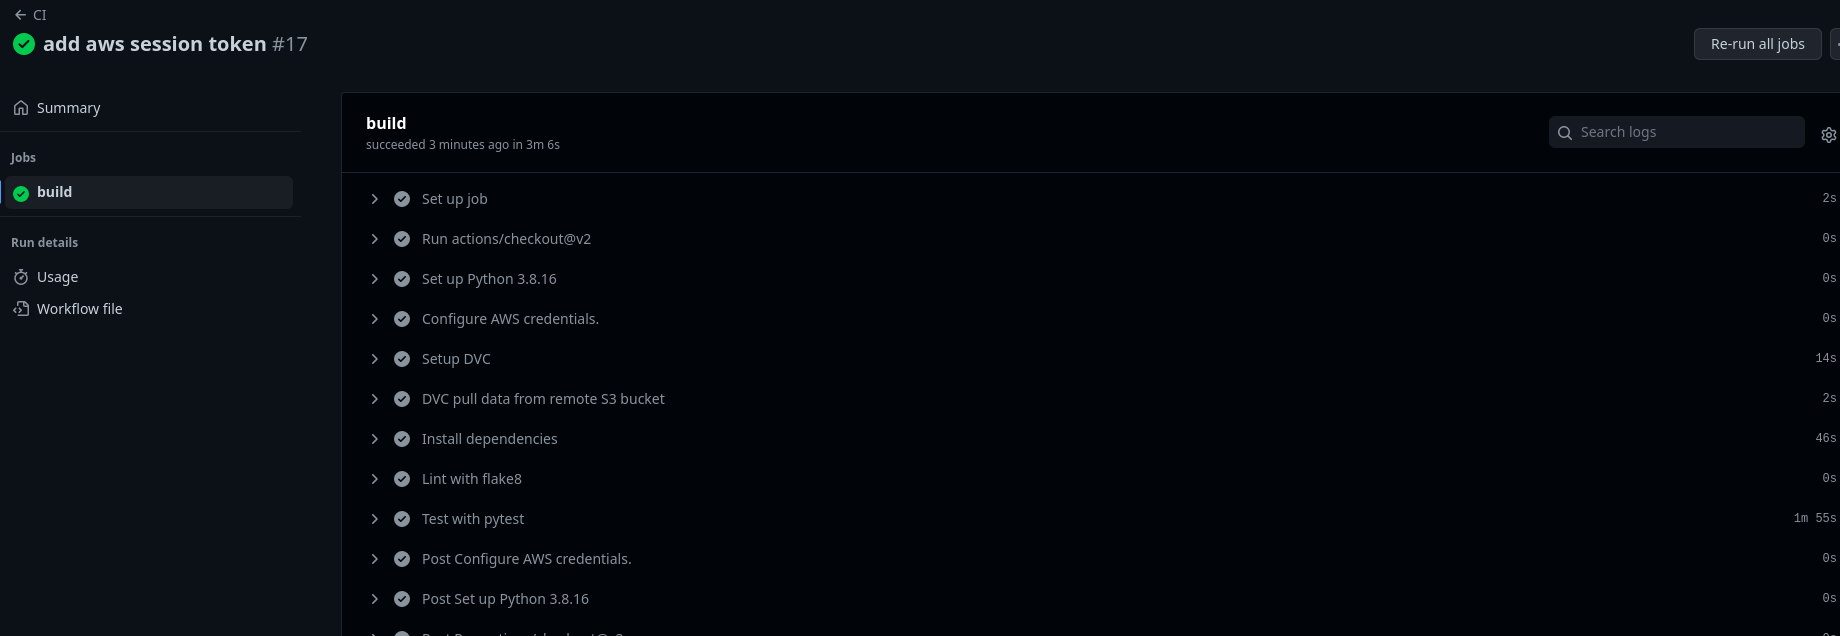 CI
add aws session token #17
Re-run all jobs
Summary
Jobs
build
Run details
Usage
Workflow file
build
succeeded 3 minutes ago in 3m 6s
Search logs
Set up job 2s
Run actions/checkout@v2 0s
Set up Python 3.8.16 0s
Configure AWS credentials. 0s
Setup DVC 14s
DVC pull data from remote S3 bucket 2s
Install dependencies 46s
Lint with flake8 0s
Test with pytest 1m 55s
Post Configure AWS credentials. 0s
Post Set up Python 3.8.16 0s